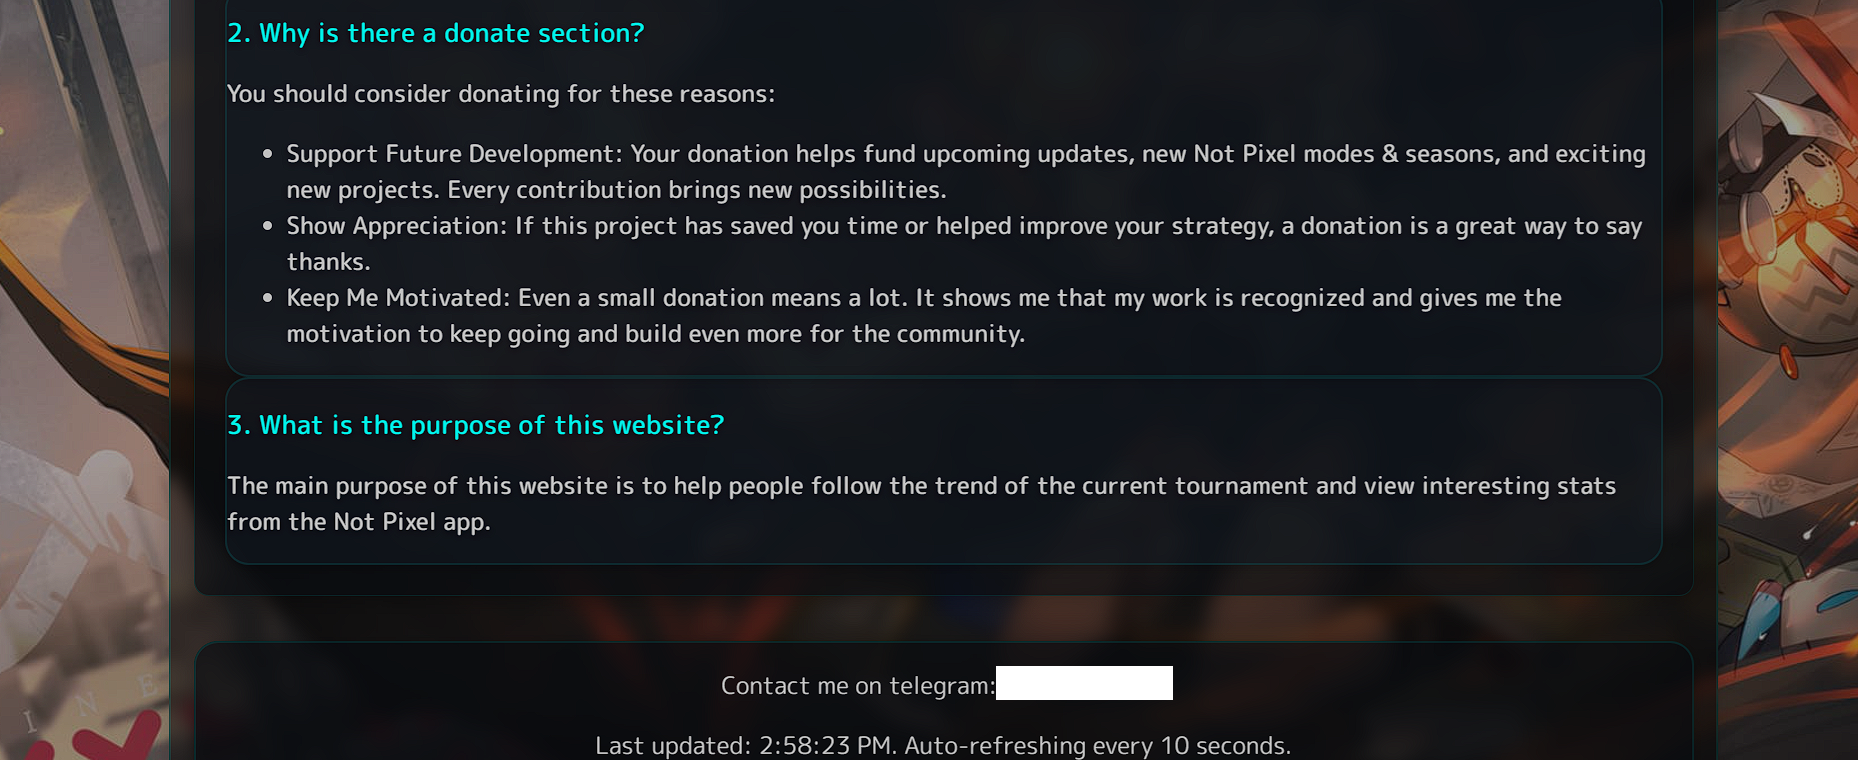 2. Why is there a donate section?
You should consider donating for these reasons:
• Support Future Development: Your donation helps fund upcoming updates, new Not Pixel modes & seasons, and exciting
new projects. Every contribution brings new possibilities.
• Show Appreciation: If this project has saved you time or helped improve your strategy, a donation is a great way to say
thanks.
• Keep Me Motivated: Even a small donation means a lot. It shows me that my work is recognized and gives me the
motivation to keep going and build even more for the community.
3. What is the purpose of this website?
The main purpose of this website is to help people follow the trend of the current tournament and view interesting stats
from the Not Pixel app.
I N E
Contact me on telegram:
Last updated: 2:58:23 PM. Auto-refreshing every 10 seconds.